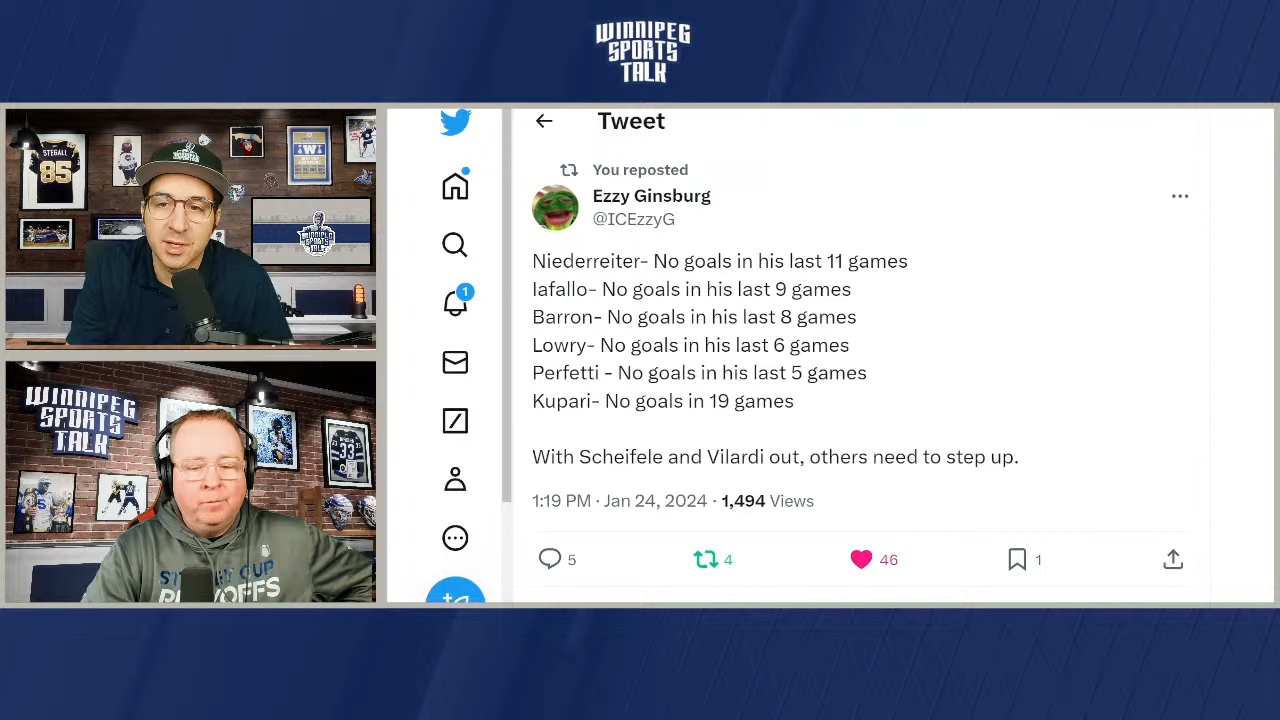 WINNIPEG
SPORTS
TALK
STEGALL
85
W
WINNIPEG
SPORTS
TALK
33
PLAYOFFS
Tweet
You reposted
Ezzy Ginsburg
@ICEzzyG
Niederreiter- No goals in his last 11 games
Iafallo- No goals in his last 9 games
Barron- No goals in his last 8 games
Lowry- No goals in his last 6 games
Perfetti - No goals in his last 5 games
Kupari- No goals in 19 games
With Scheifele and Vilardi out, others need to step up.
1:19 PM · Jan 24, 2024 · 1,494 Views
1
5
4
46
1